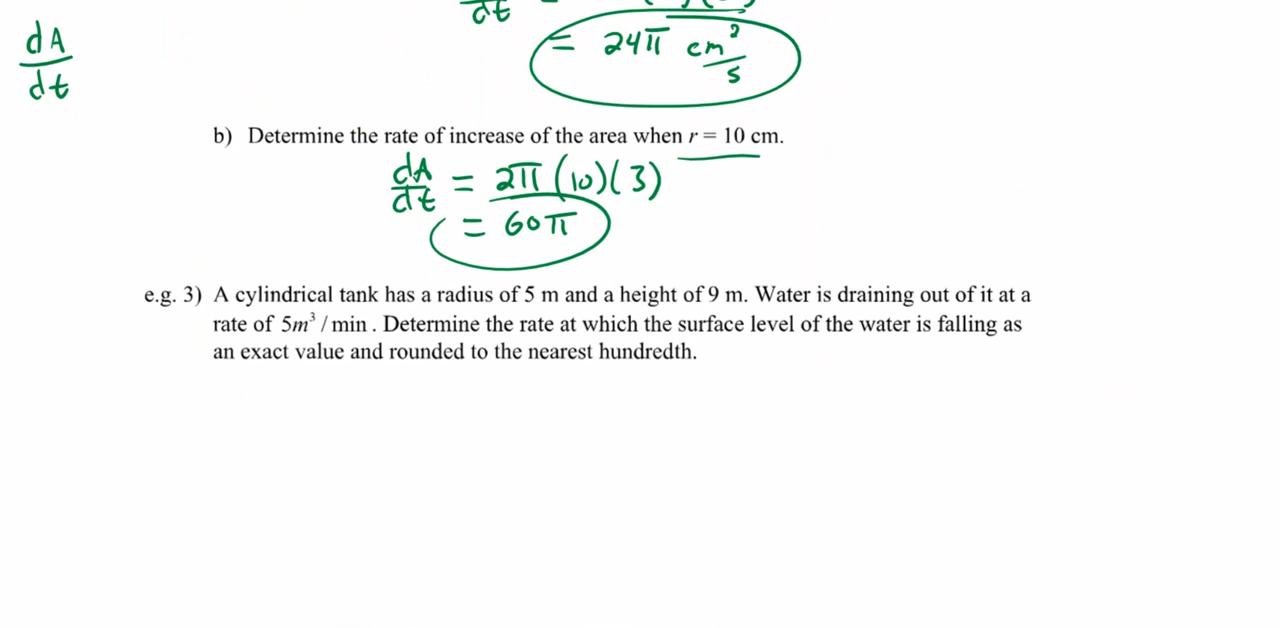 dA
dt
dt
= 24π cm²/s
b) Determine the rate of increase of the area when r = 10 cm.
dA/dt = 2π (10)(3)
= 60π
e.g. 3) A cylindrical tank has a radius of 5 m and a height of 9 m. Water is draining out of it at a
rate of 5m³ / min . Determine the rate at which the surface level of the water is falling as
an exact value and rounded to the nearest hundredth.